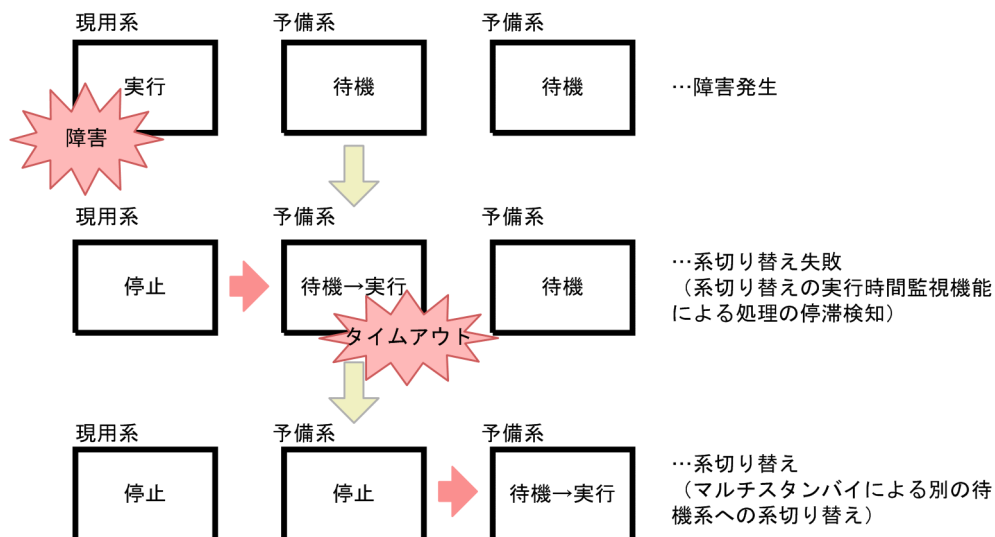 現用系 予備系 予備系
実行 待機 待機 …障害発生
障害
現用系 予備系 予備系
停止 待機→実行 待機
…系切り替え失敗
（系切り替えの実行時間監視機能
による処理の停滞検知）
タイムアウト
現用系 予備系 予備系
停止 停止 待機→実行
…系切り替え
（マルチスタンバイによる別の待
機系への系切り替え）